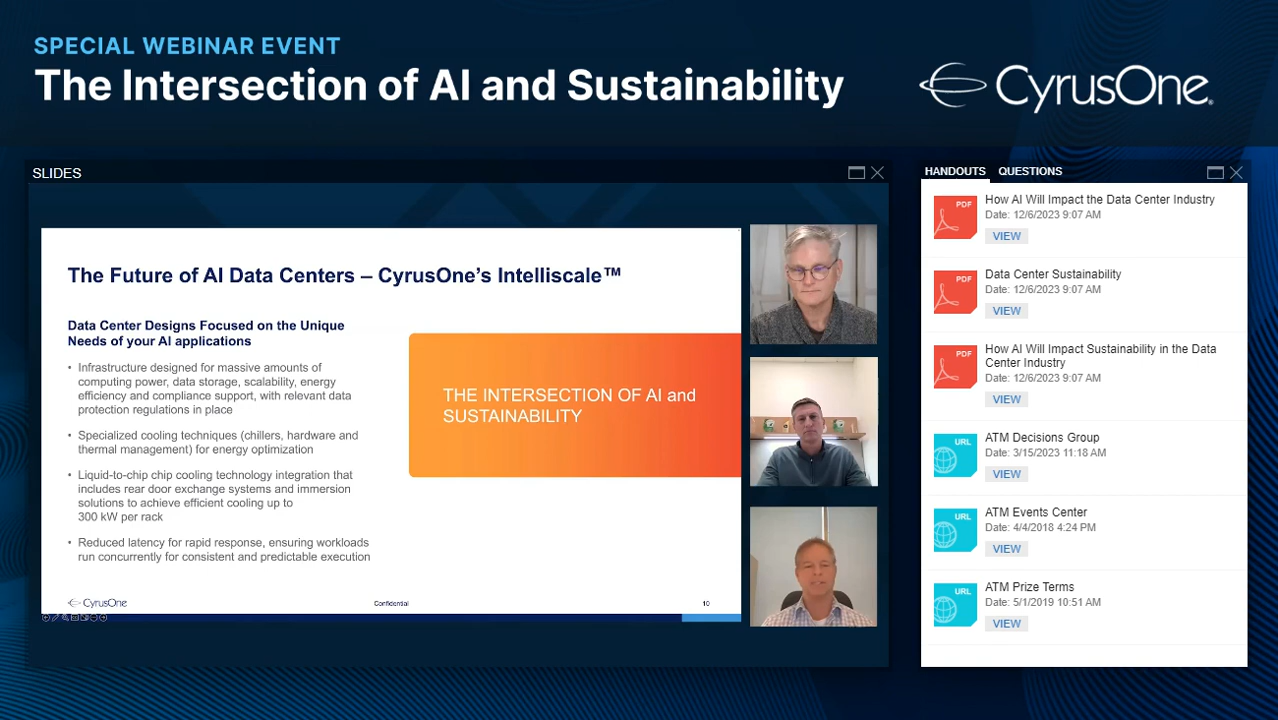 SPECIAL WEBINAR EVENT
The Intersection of AI and Sustainability
CyrusOne®
SLIDES
The Future of AI Data Centers – CyrusOne's Intelliscale™
Data Center Designs Focused on the Unique
Needs of your AI applications
• Infrastructure designed for massive amounts of
computing power, data storage, scalability, energy
efficiency and compliance support, with relevant data
protection regulations in place
• Specialized cooling techniques (chillers, hardware and
thermal management) for energy optimization
• Liquid-to-chip chip cooling technology integration that
includes rear door exchange systems and immersion
solutions to achieve efficient cooling up to
300 kW per rack
• Reduced latency for rapid response, ensuring workloads
run concurrently for consistent and predictable execution
THE INTERSECTION OF AI and
SUSTAINABILITY
CyrusOne
Confidential
10
HANDOUTS QUESTIONS
PDF
How AI Will Impact the Data Center Industry
Date: 12/6/2023 9:07 AM
VIEW
PDF
Data Center Sustainability
Date: 12/6/2023 9:07 AM
VIEW
PDF
How AI Will Impact Sustainability in the Data
Center Industry
Date: 12/6/2023 9:07 AM
VIEW
URL
ATM Decisions Group
Date: 3/15/2023 11:18 AM
VIEW
URL
ATM Events Center
Date: 4/4/2018 4:24 PM
VIEW
URL
ATM Prize Terms
Date: 5/1/2019 10:51 AM
VIEW